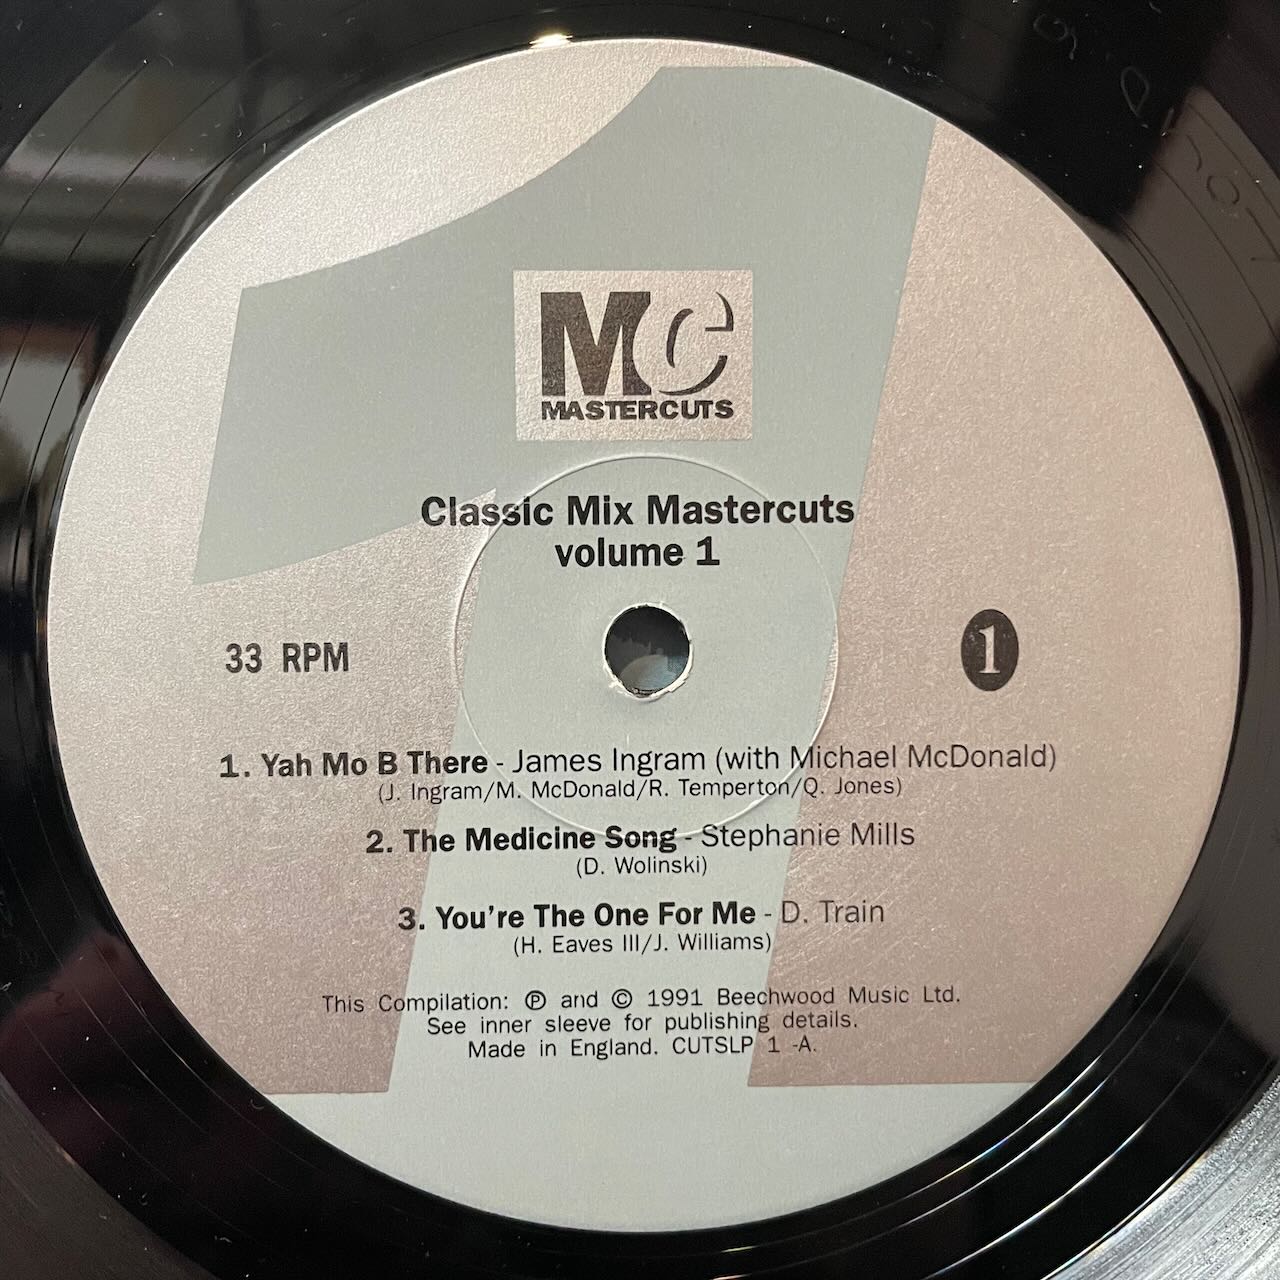 Mc
MASTERCUTS
Classic Mix Mastercuts
volume 1
33 RPM
1
1. Yah Mo B There - James Ingram (with Michael McDonald)
(J. Ingram/M. McDonald/R. Temperton/Q. Jones)
2. The Medicine Song - Stephanie Mills
(D. Wolinski)
3. You're The One For Me - D. Train
(H. Eaves III/J. Williams)
This Compilation: ℗ and © 1991 Beechwood Music Ltd.
See inner sleeve for publishing details.
Made in England. CUTSLP 1 -A.